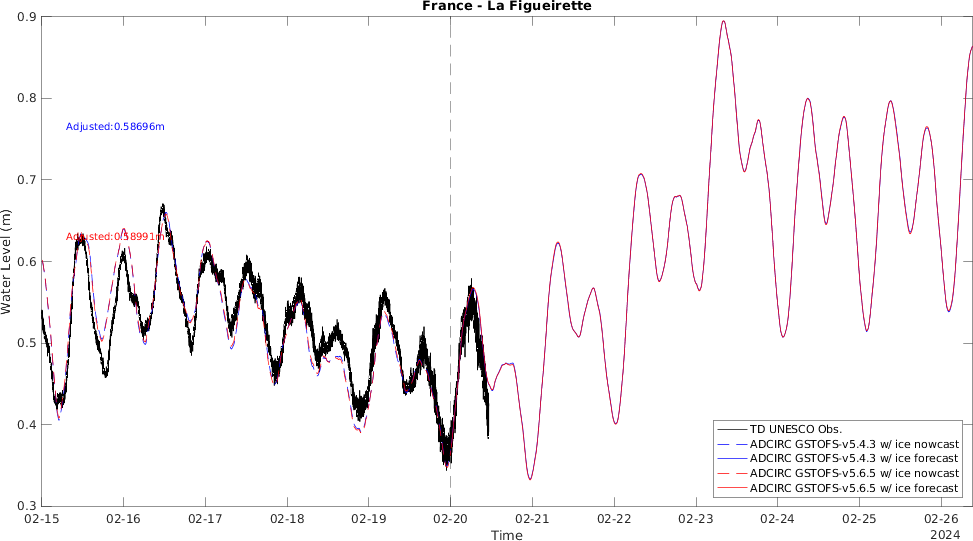 France - La Figueirette
0.9
0.8
0.7
0.6
0.5
0.4
0.3
Water Level (m)
Adjusted:0.58696m
Adjusted:0.58991m
TD UNESCO Obs.
ADCIRC GSTOFS-v5.4.3 w/ ice nowcast
ADCIRC GSTOFS-v5.4.3 w/ ice forecast
ADCIRC GSTOFS-v5.6.5 w/ ice nowcast
ADCIRC GSTOFS-v5.6.5 w/ ice forecast
02-15 02-16 02-17 02-18 02-19 02-20 02-21 02-22 02-23 02-24 02-25 02-26
2024
Time